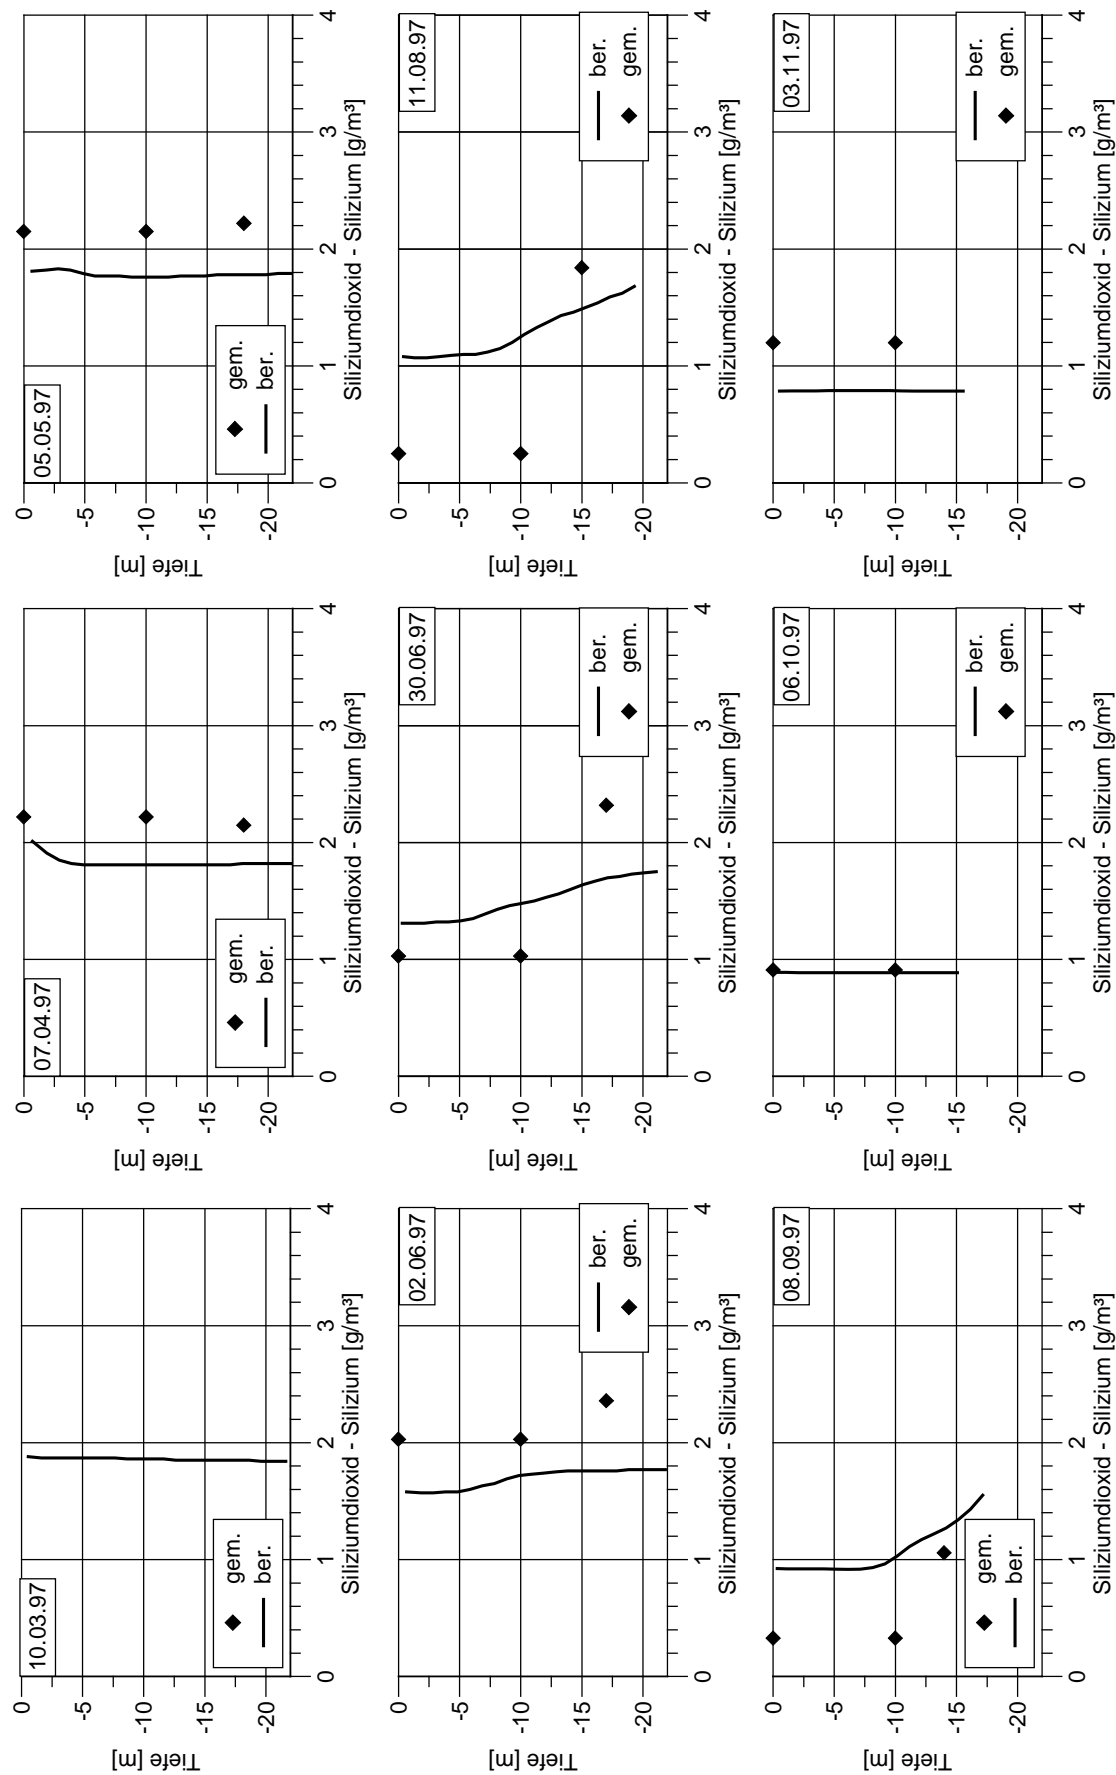 10.03.97
0
-5
-10
-15
-20
Tiefe [m]
gem.
ber.
0 1 2 3 4
Siliziumdioxid - Silizium [g/m³]
07.04.97
0
-5
-10
-15
-20
Tiefe [m]
gem.
ber.
0 1 2 3 4
Siliziumdioxid - Silizium [g/m³]
05.05.97
0
-5
-10
-15
-20
Tiefe [m]
gem.
ber.
0 1 2 3 4
Siliziumdioxid - Silizium [g/m³]
02.06.97
0
-5
-10
-15
-20
Tiefe [m]
ber.
gem.
0 1 2 3 4
Siliziumdioxid - Silizium [g/m³]
30.06.97
0
-5
-10
-15
-20
Tiefe [m]
ber.
gem.
0 1 2 3 4
Siliziumdioxid - Silizium [g/m³]
11.08.97
0
-5
-10
-15
-20
Tiefe [m]
ber.
gem.
0 1 2 3 4
Siliziumdioxid - Silizium [g/m³]
08.09.97
0
-5
-10
-15
-20
Tiefe [m]
gem.
ber.
0 1 2 3 4
Siliziumdioxid - Silizium [g/m³]
06.10.97
0
-5
-10
-15
-20
Tiefe [m]
ber.
gem.
0 1 2 3 4
Siliziumdioxid - Silizium [g/m³]
03.11.97
0
-5
-10
-15
-20
Tiefe [m]
ber.
gem.
0 1 2 3 4
Siliziumdioxid - Silizium [g/m³]